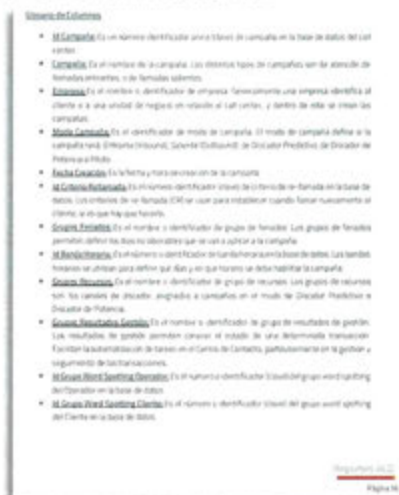 Glosario de Columnas
Id Campaña: Es un número identificador único (clave) de campaña en la base de datos del call
center.
Campaña: Es el nombre de la campaña. Los distintos tipos de campañas son de atención de
llamadas entrantes, o de llamadas salientes.
Empresa: Es el nombre o identificador de empresa. Generalmente una empresa identifica al
cliente o a una unidad de negocio en relación al call center, y dentro de ella se crean las
campañas.
Modo Campaña: Es el identificador de modo de campaña. El modo de campaña define si la
campaña será Entrante (Inbound), Saliente (Outbound), de Discador Predictivo, de Discador de
Potencia o
Fecha Creación: Es la fecha y hora de creación de la campaña.
Id Criterio Rellamada: Es el número identificador (clave) de criterio de re-llamada en la base de
datos. Los criterios de re-llamada (CR) se usan para establecer cuando llamar nuevamente al
cliente, si es que hay que hacerlo.
Grupos Feriados: Es el nombre o identificador de grupo de feriados. Los grupos de feriados
permiten definir los días no laborables que se van a aplicar a la campaña.
Id Banda Horaria: Es el número o identificador de banda horaria en la base de datos. Las bandas
horarias se utilizan para definir qué días y en qué horario se debe habilitar la campaña.
Grupos Recursos: Es el nombre o identificador de grupo de recursos. Los grupos de recursos
son los canales de discador, asignados a campañas en el modo de Discador Predictivo o
Discador de Potencia.
Grupos Resultados Gestión: Es el nombre o identificador de grupo de resultados de gestión.
Los resultados de gestión permiten conocer el estado de una determinada transacción.
Facilitan la automatización de tareas en el Centro de Contacto, particularmente en la gestión y
seguimiento de las transacciones.
Id Grupo Word Spotting Operador: Es el número o identificador (clave) del grupo word spotting
del Operador en la base de datos.
Id Grupo Word Spotting Cliente: Es el número o identificador (clave) del grupo word spotting
del Cliente en la base de datos.
Reportes
Página